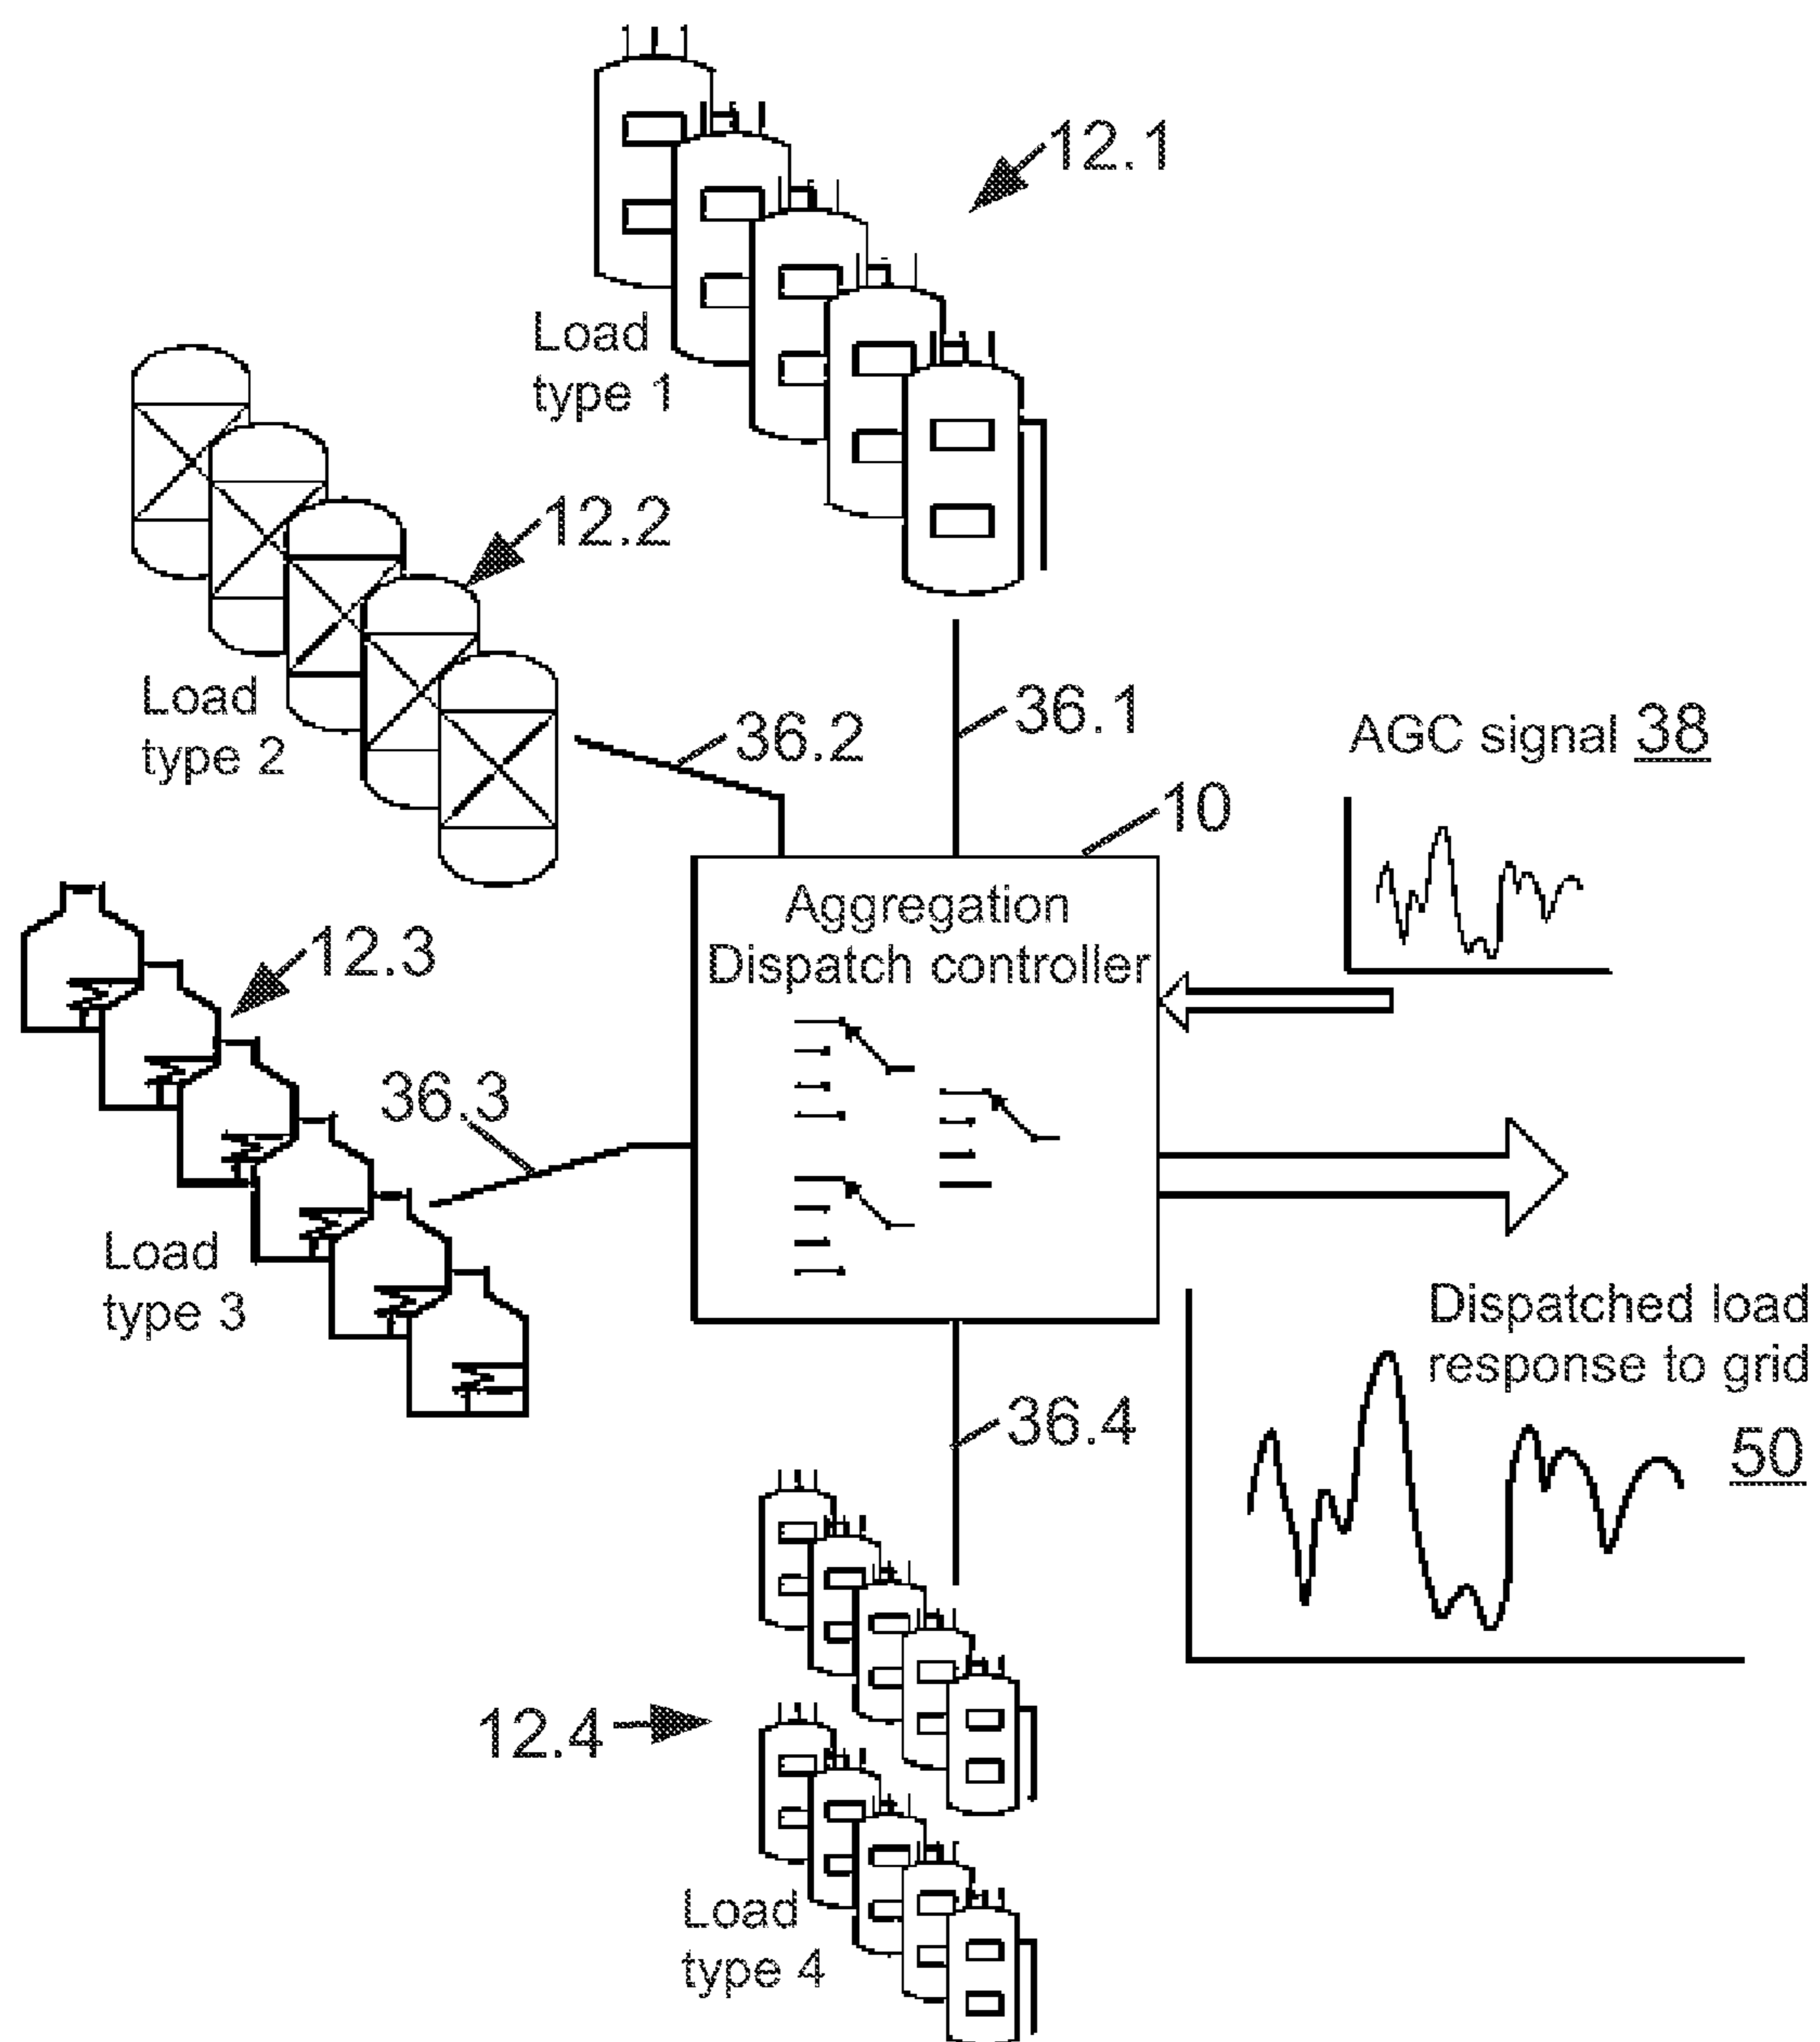 12.1
Load
type 1
12.2
Load
type 2
36.2
36.1
AGC signal 38
10
Aggregation
Dispatch controller
12.3
36.3
Load
type 3
Dispatched load
response to grid
50
36.4
12.4
Load
type 4